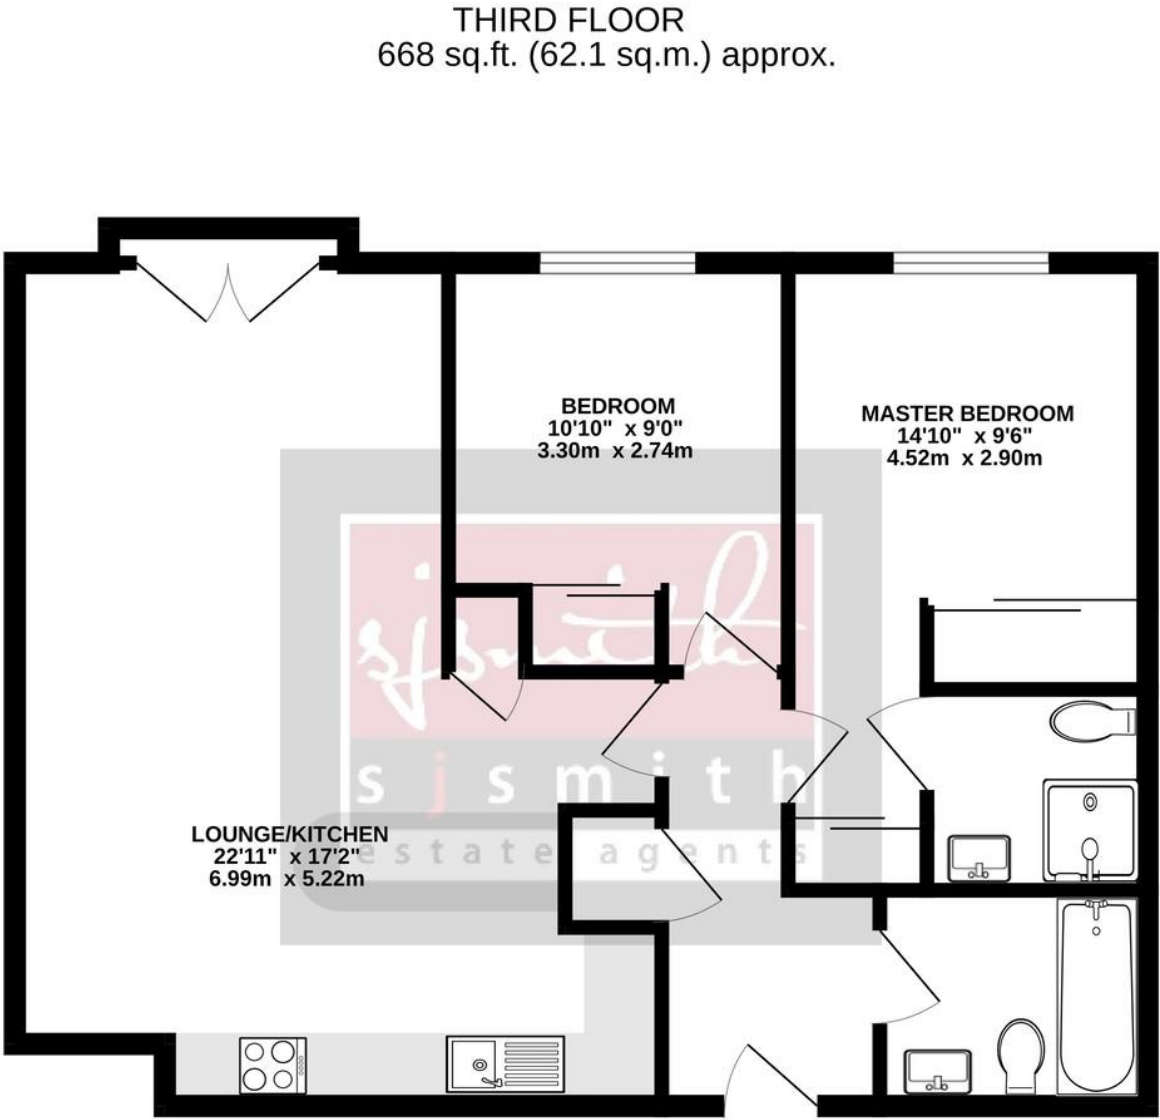 THIRD FLOOR
668 sq.ft. (62.1 sq.m.) approx.
BEDROOM
10'10" x 9'0"
3.30m x 2.74m
MASTER BEDROOM
14'10" x 9'6"
4.52m x 2.90m
sjsmith
sjsmith
LOUNGE/KITCHEN
22'11" x 17'2"
6.99m x 5.22m
estate agents